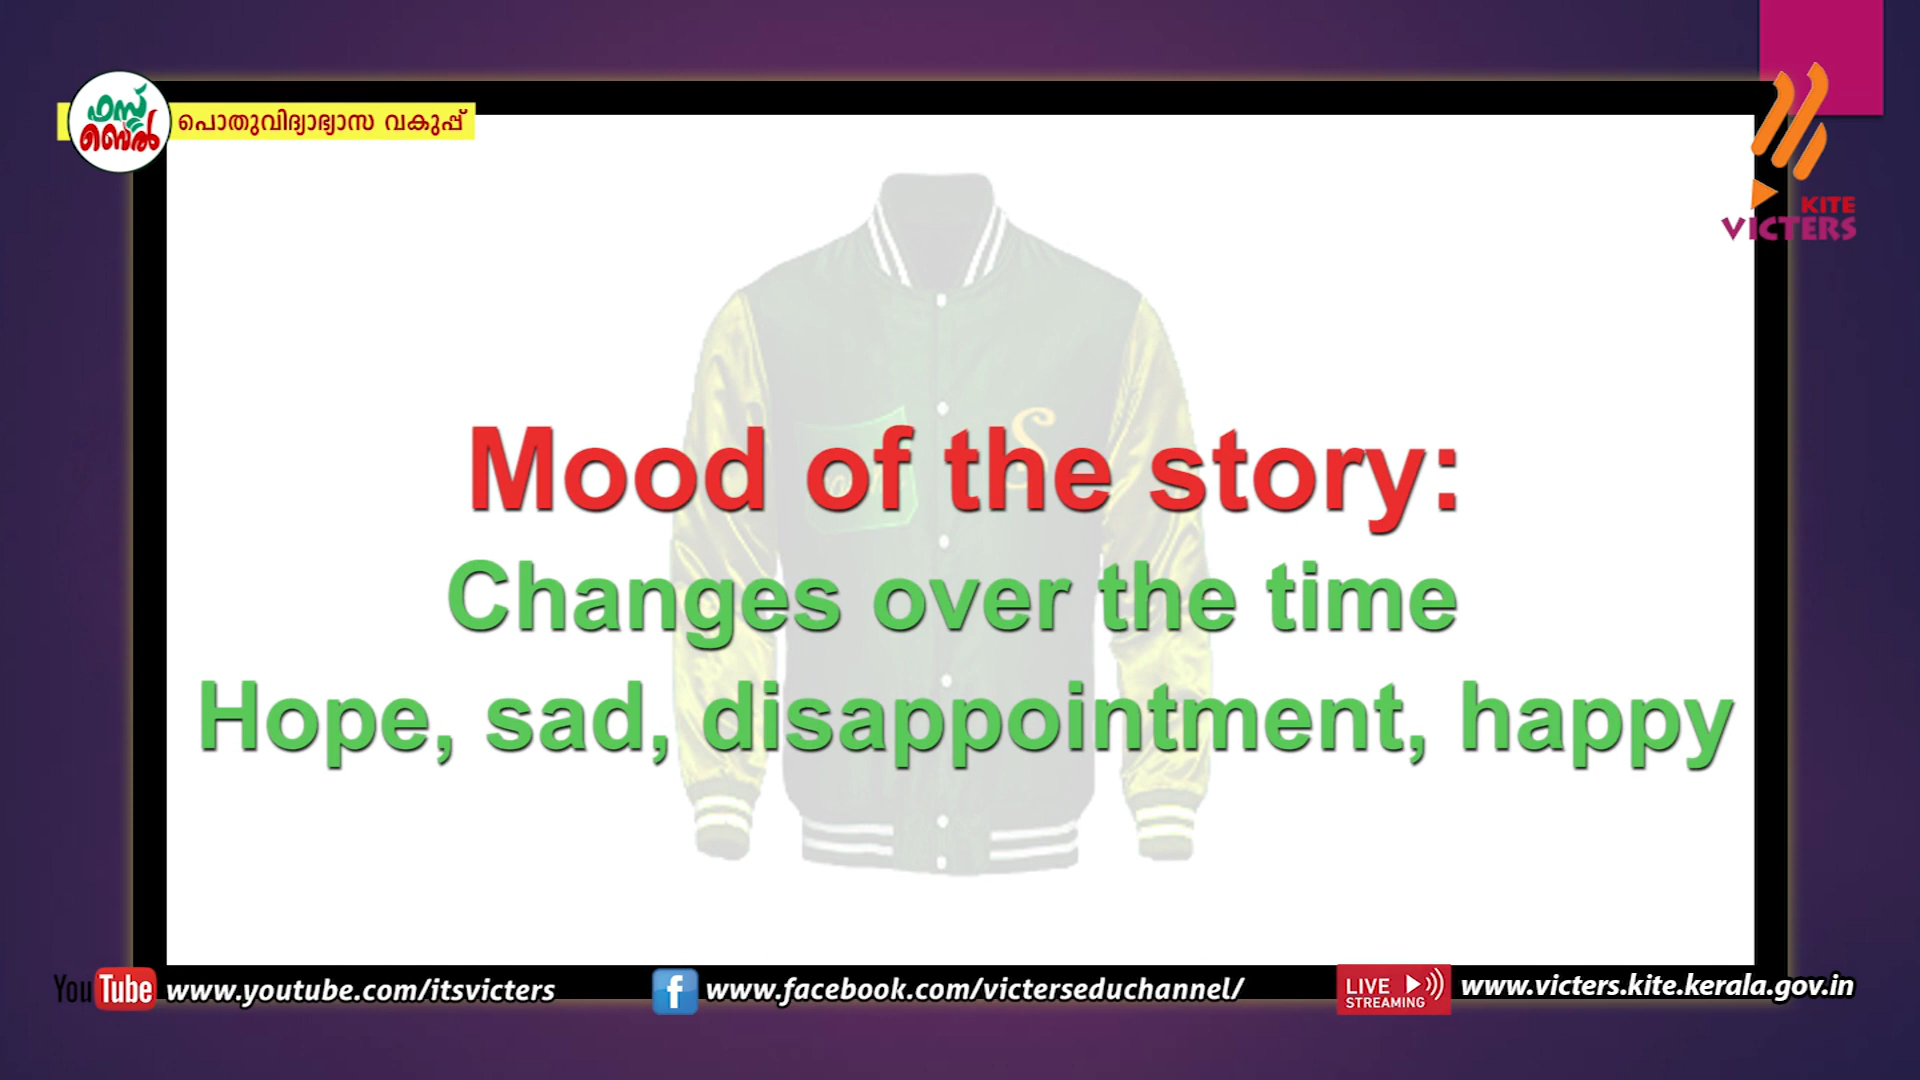 ഫസ്റ്റ്
ബെൽ
പൊതുവിദ്യാഭ്യാസ വകുപ്പ്
KITE
VICTERS
S
Mood of the story:
Changes over the time
Hope, sad, disappointment, happy
YouTube www.youtube.com/itsvicters
f www.facebook.com/victerseduchannel/
LIVE STREAMING www.victers.kite.kerala.gov.in